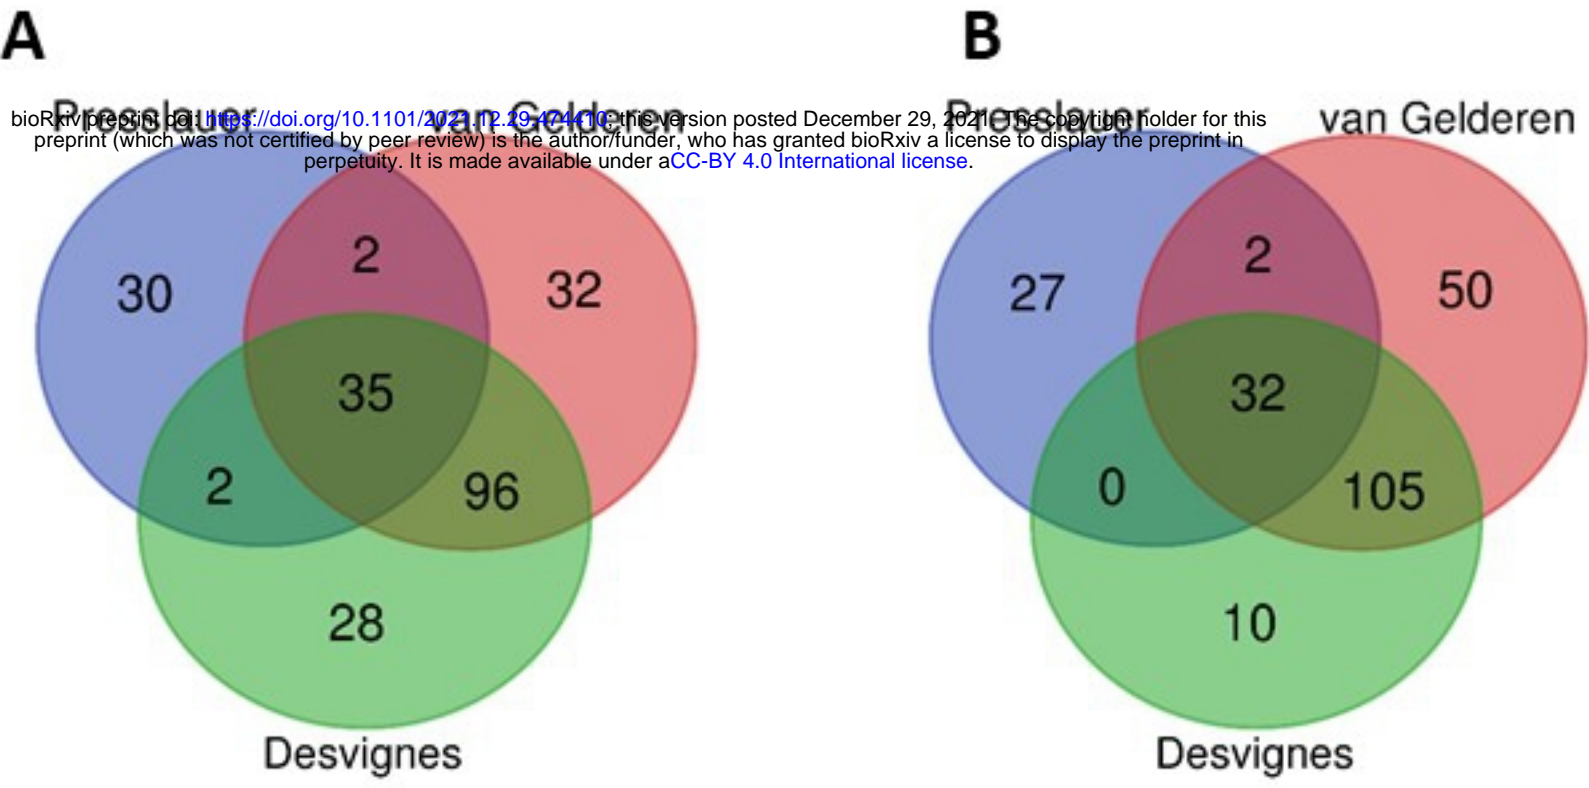 A
B
Presslauer
van Gelderen
Presslauer
van Gelderen
bioRxiv preprint doi: https://doi.org/10.1101/2021.12.29.474410; this version posted December 29, 2021. The copyright holder for this
preprint (which was not certified by peer review) is the author/funder, who has granted bioRxiv a license to display the preprint in
perpetuity. It is made available under aCC-BY 4.0 International license.
2
30
32
35
2
96
28
Desvignes
2
27
50
32
0
105
10
Desvignes